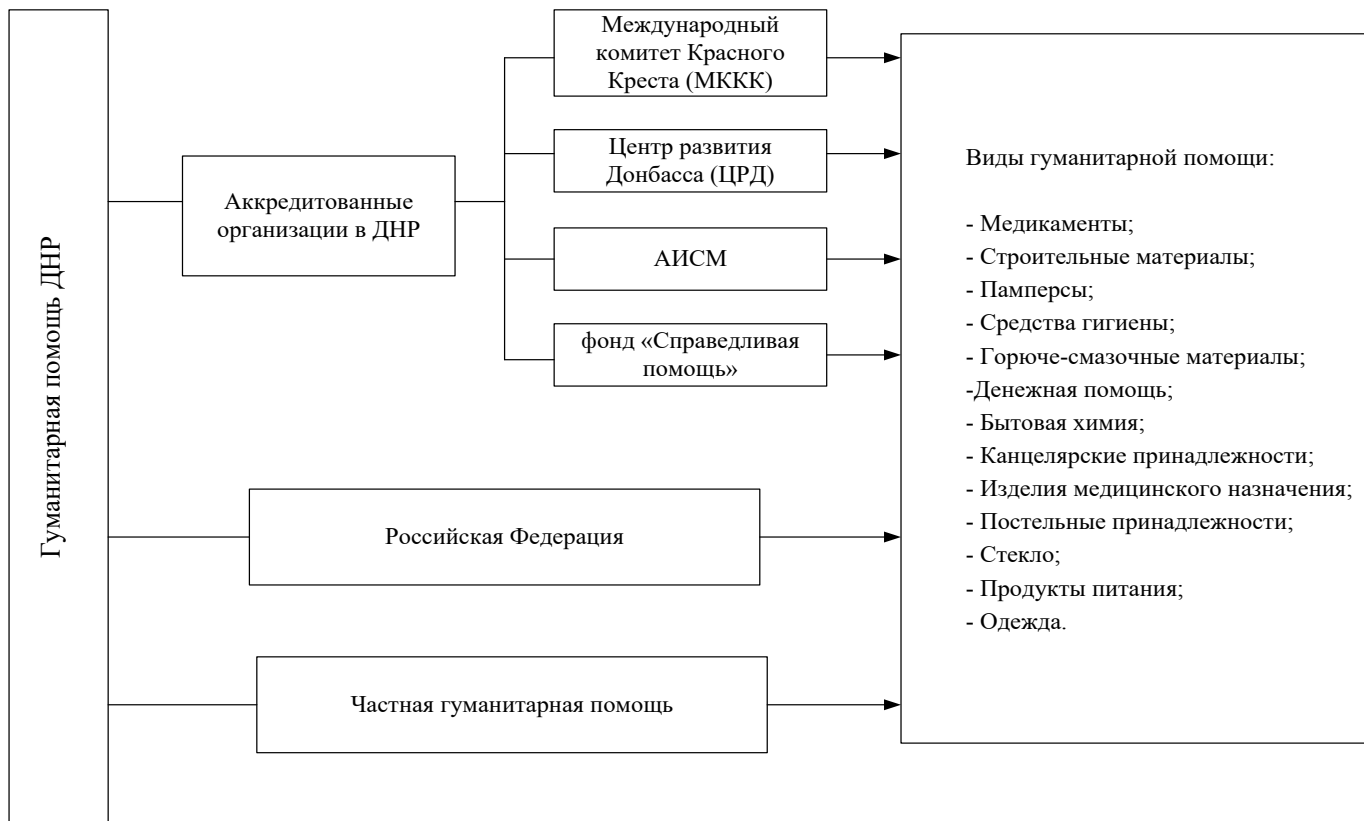 Гуманитарная помощь ДНР
Аккредитованные
организации в ДНР
Международный
комитет Красного
Креста (МККК)
Центр развития
Донбасса (ЦРД)
АИСМ
фонд «Справедливая
помощь»
Российская Федерация
Частная гуманитарная помощь
Виды гуманитарной помощи:
- Медикаменты;
- Строительные материалы;
- Памперсы;
- Средства гигиены;
- Горюче-смазочные материалы;
-Денежная помощь;
- Бытовая химия;
- Канцелярские принадлежности;
- Изделия медицинского назначения;
- Постельные принадлежности;
- Стекло;
- Продукты питания;
- Одежда.